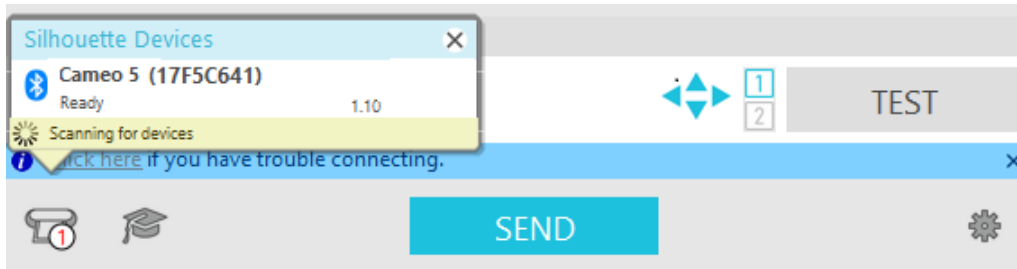 Silhouette Devices
Cameo 5 (17F5C641)
Ready 1.10
Scanning for devices
1
2
TEST
here if you have trouble connecting.
1
SEND